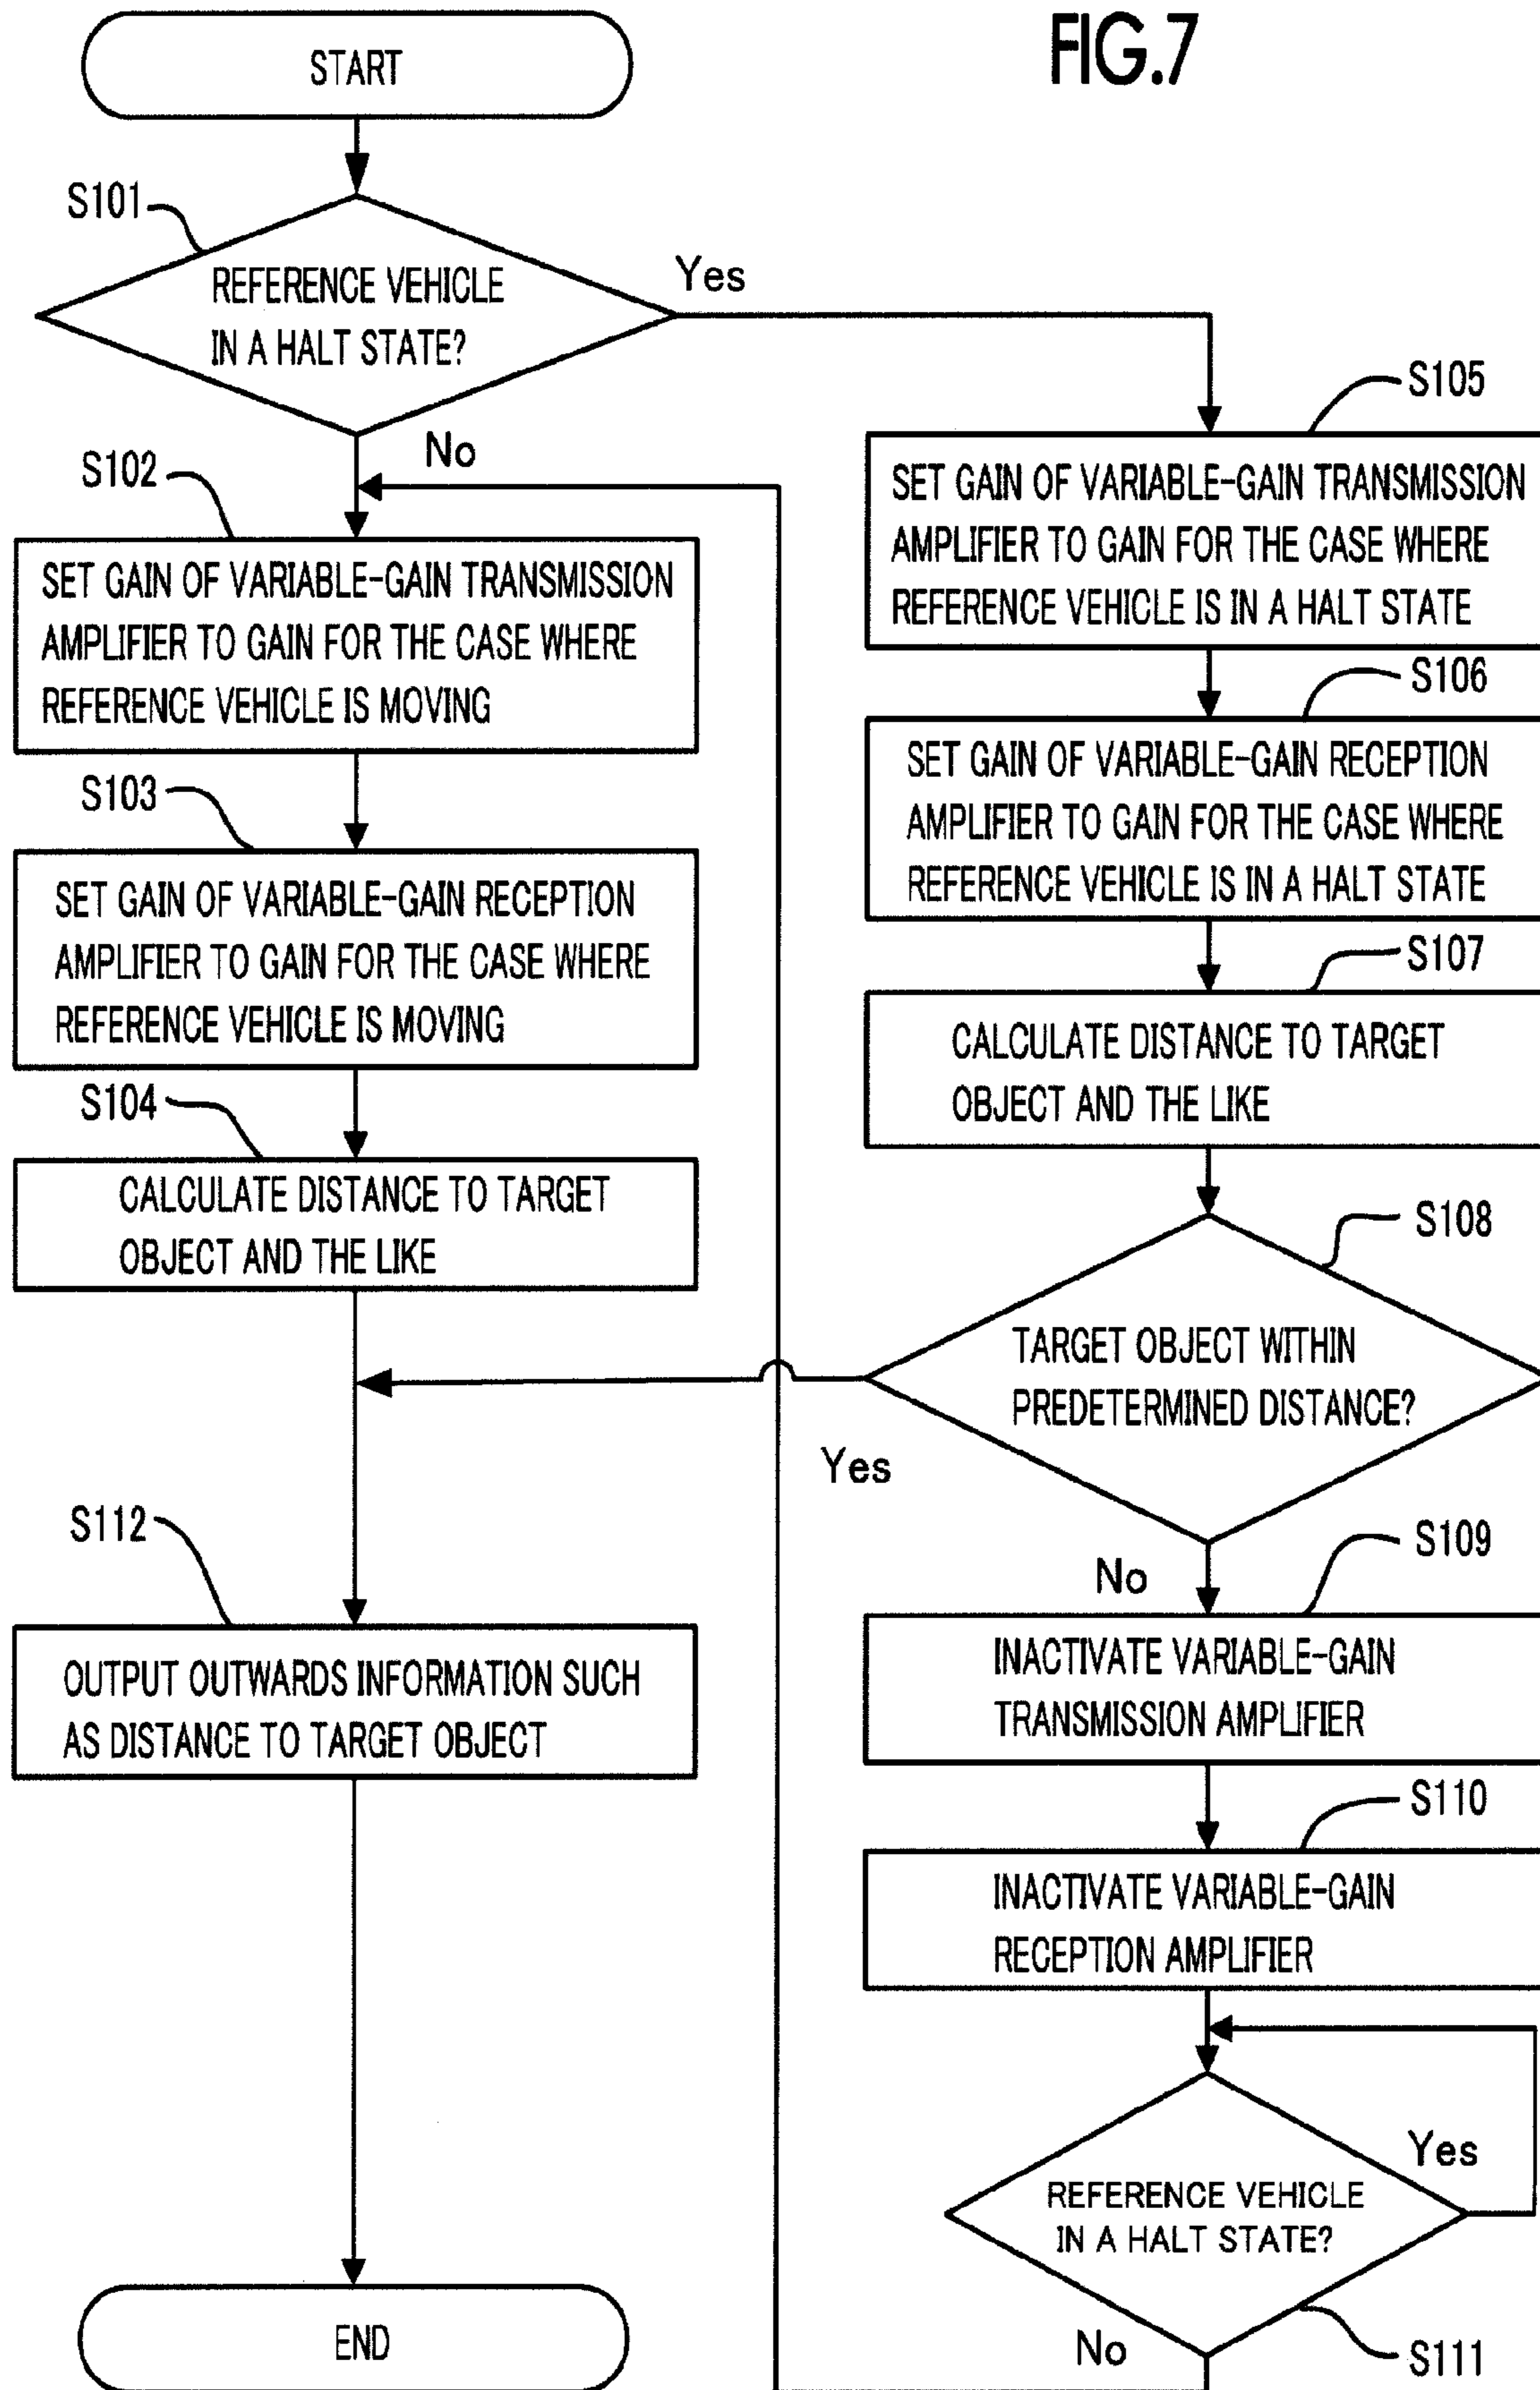 FIG.7
START
S101
REFERENCE VEHICLE
IN A HALT STATE?
Yes
No
S102
SET GAIN OF VARIABLE-GAIN TRANSMISSION
AMPLIFIER TO GAIN FOR THE CASE WHERE
REFERENCE VEHICLE IS MOVING
S103
SET GAIN OF VARIABLE-GAIN RECEPTION
AMPLIFIER TO GAIN FOR THE CASE WHERE
REFERENCE VEHICLE IS MOVING
S104
CALCULATE DISTANCE TO TARGET
OBJECT AND THE LIKE
S112
OUTPUT OUTWARDS INFORMATION SUCH
AS DISTANCE TO TARGET OBJECT
END
S105
SET GAIN OF VARIABLE-GAIN TRANSMISSION
AMPLIFIER TO GAIN FOR THE CASE WHERE
REFERENCE VEHICLE IS IN A HALT STATE
S106
SET GAIN OF VARIABLE-GAIN RECEPTION
AMPLIFIER TO GAIN FOR THE CASE WHERE
REFERENCE VEHICLE IS IN A HALT STATE
S107
CALCULATE DISTANCE TO TARGET
OBJECT AND THE LIKE
S108
TARGET OBJECT WITHIN
PREDETERMINED DISTANCE?
Yes
No
S109
INACTIVATE VARIABLE-GAIN
TRANSMISSION AMPLIFIER
S110
INACTIVATE VARIABLE-GAIN
RECEPTION AMPLIFIER
Yes
REFERENCE VEHICLE
IN A HALT STATE?
No
S111